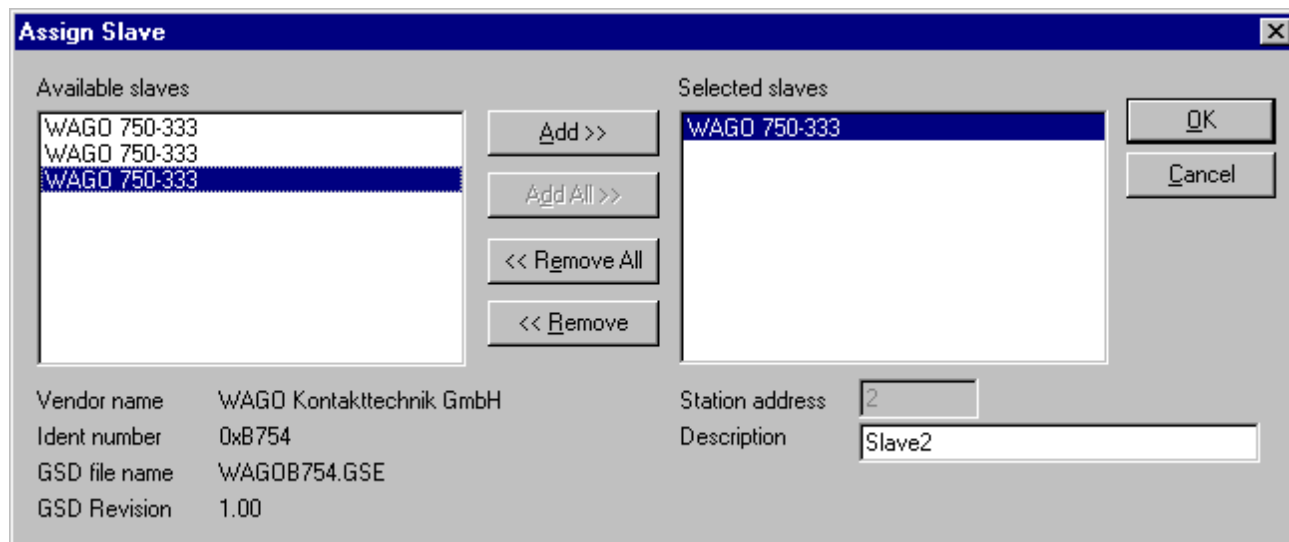 Assign Slave
Available slaves
WAGO 750-333
WAGO 750-333
WAGO 750-333
Add >>
Add All >>
<< Remove All
<< Remove
Selected slaves
WAGO 750-333
OK
Cancel
Vendor name WAGO Kontakttechnik GmbH
Ident number 0xB754
GSD file name WAGOB754.GSE
GSD Revision 1.00
Station address 2
Description Slave2